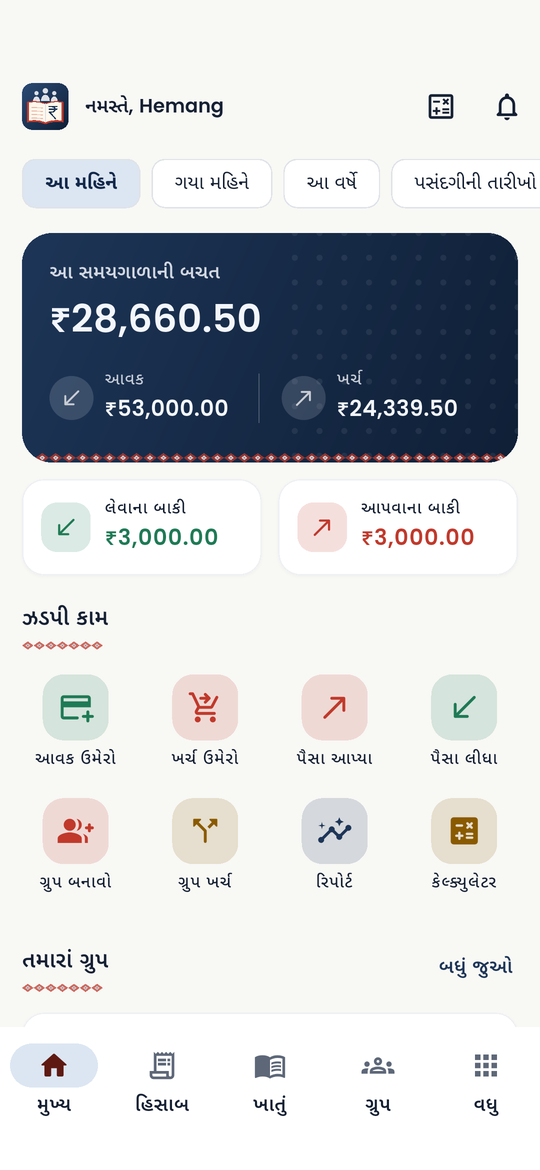 નમસ્તે, Hemang
આ મહિને
ગયા મહિને
આ વર્ષે
પસંદગીની તારીખો
આ સમયગાળાની બચત
₹28,660.50
આવક
₹53,000.00
ખર્ચ
₹24,339.50
લેવાના બાકી
₹3,000.00
આપવાના બાકી
₹3,000.00
ઝડપી કામ
આવક ઉમેરો
ખર્ચ ઉમેરો
પૈસા આપ્યા
પૈસા લીધા
ગ્રુપ બનાવો
ગ્રુપ ખર્ચ
રિપોર્ટ
કેલ્ક્યુલેટર
તમારાં ગ્રુપ
બધું જુઓ
મુખ્ય
હિસાબ
ખાતું
ગ્રુપ
વધુ